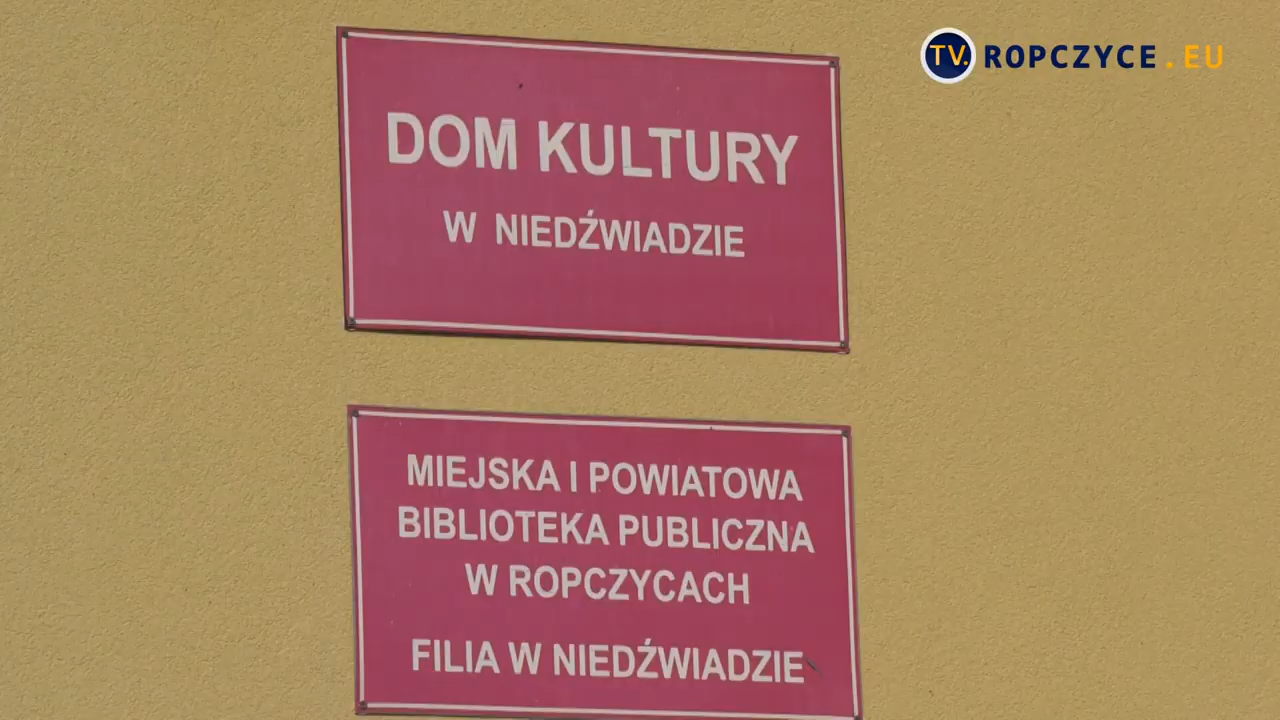 TV. ROPCZYCE.EU
DOM KULTURY
W NIEDŹWIADZIE
MIEJSKA I POWIATOWA
BIBLIOTEKA PUBLICZNA
W ROPCZYCACH
FILIA W NIEDŹWIADZIE